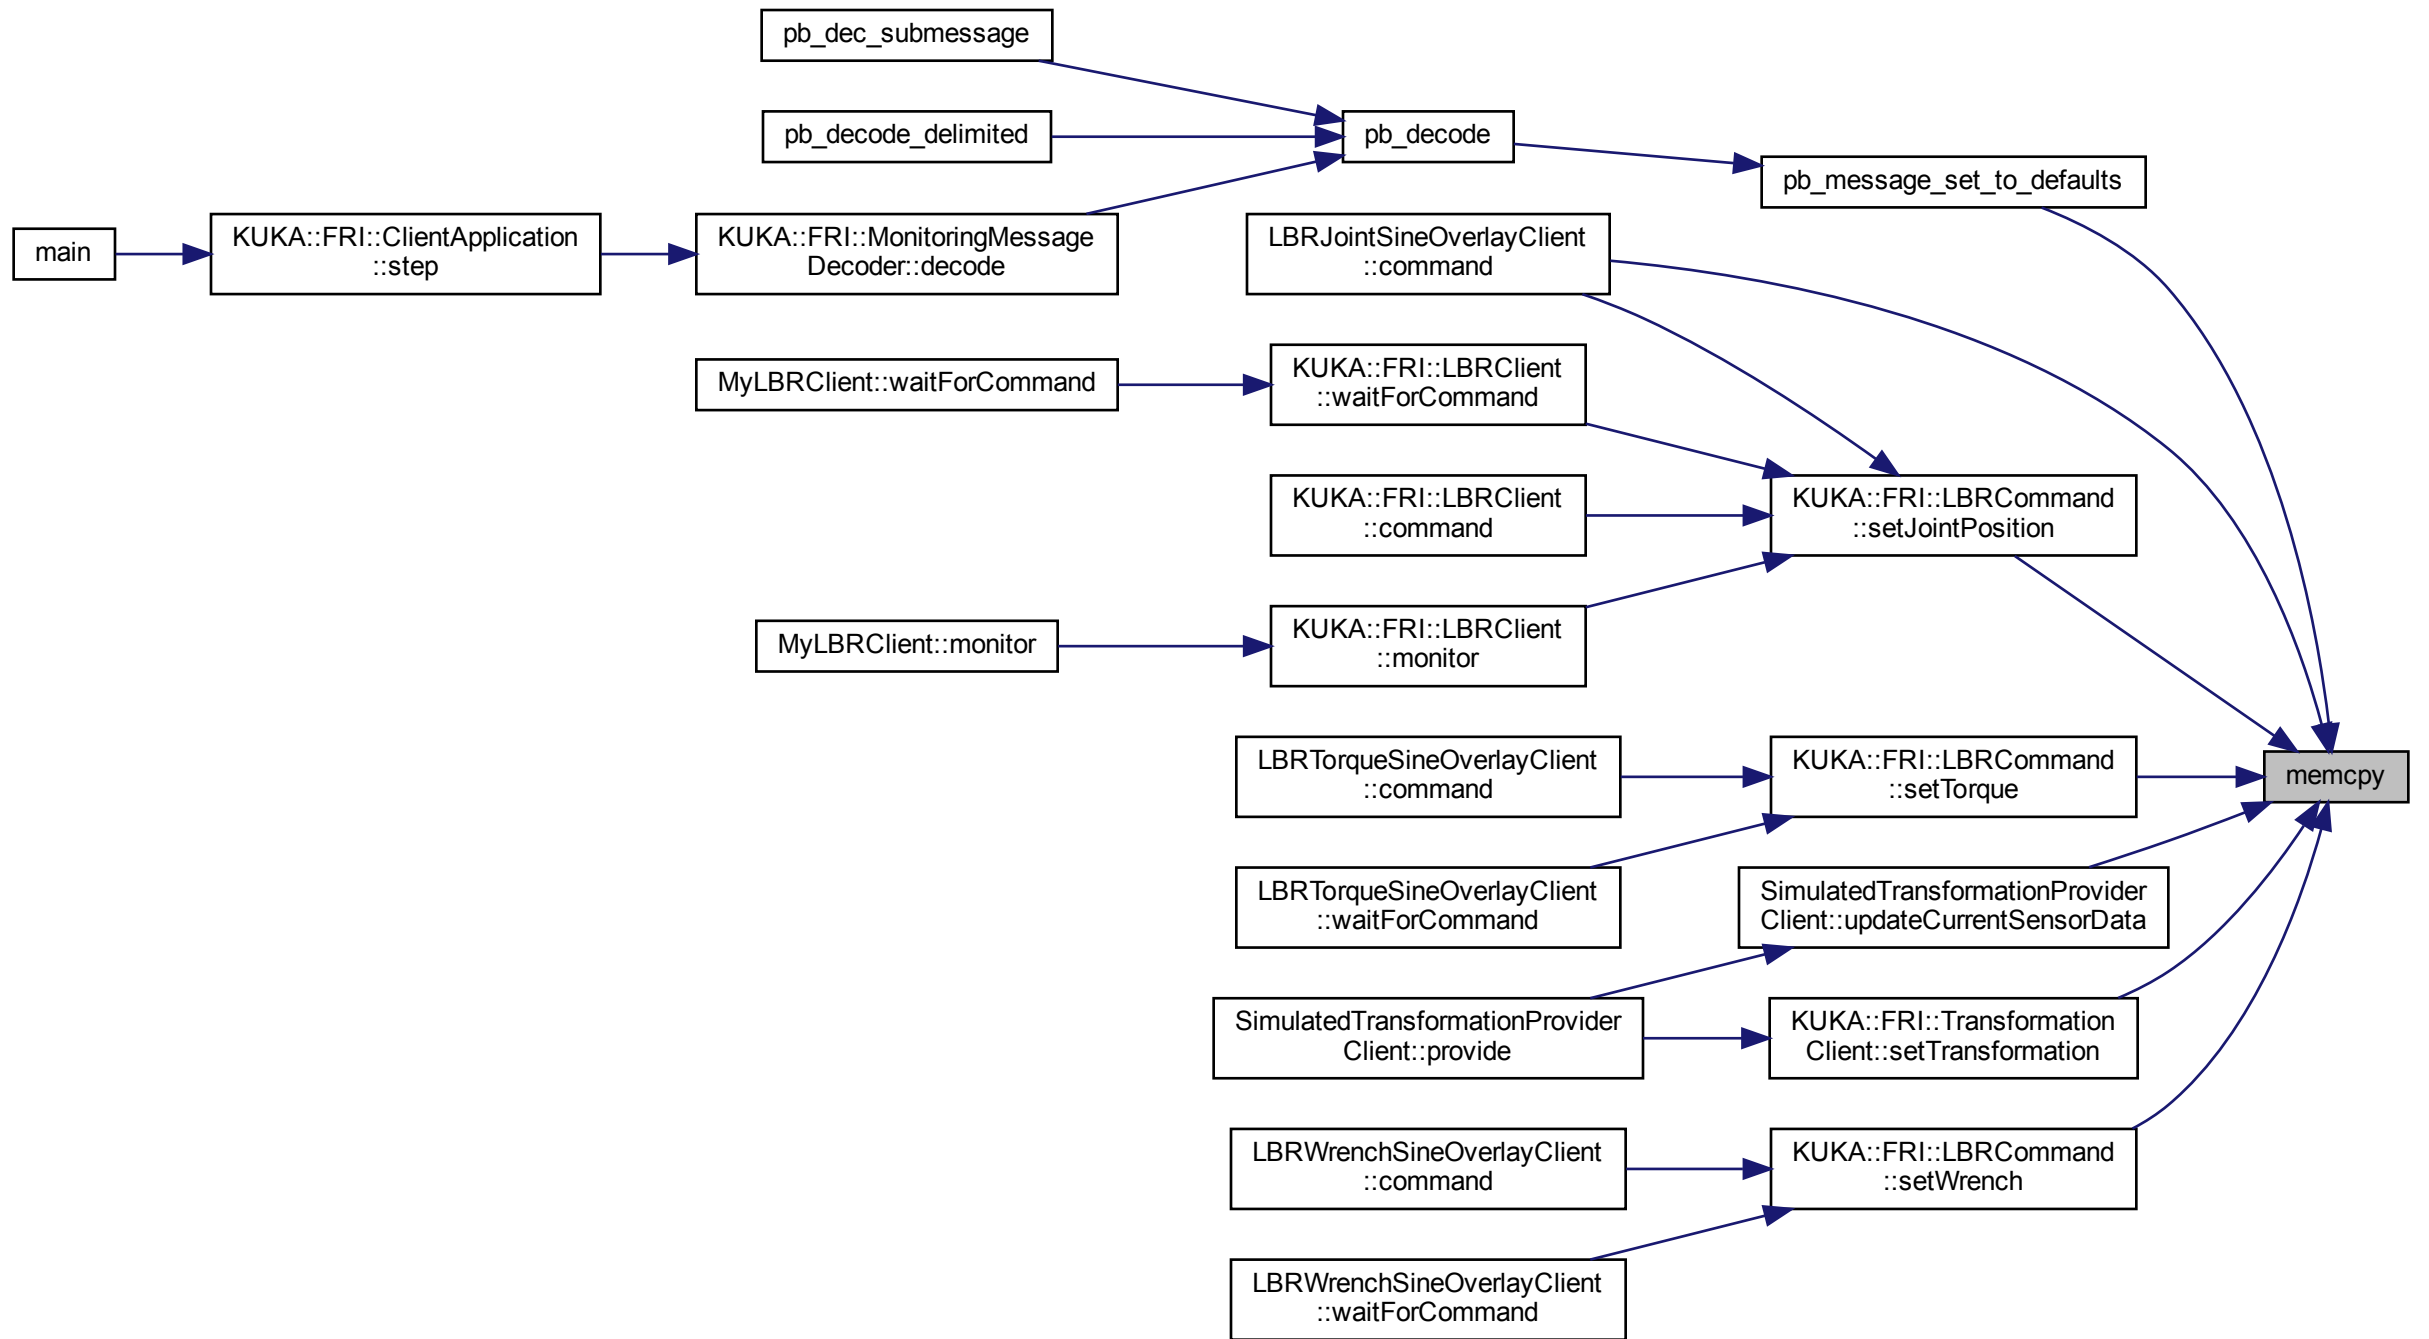 pb_dec_submessage
pb_decode_delimited
pb_decode
pb_message_set_to_defaults
main
KUKA::FRI::ClientApplication
::step
KUKA::FRI::MonitoringMessage
Decoder::decode
LBRJointSineOverlayClient
::command
MyLBRClient::waitForCommand
KUKA::FRI::LBRClient
::waitForCommand
KUKA::FRI::LBRClient
::command
KUKA::FRI::LBRCommand
::setJointPosition
MyLBRClient::monitor
KUKA::FRI::LBRClient
::monitor
LBRTorqueSineOverlayClient
::command
KUKA::FRI::LBRCommand
::setTorque
memcpy
LBRTorqueSineOverlayClient
::waitForCommand
SimulatedTransformationProvider
Client::updateCurrentSensorData
SimulatedTransformationProvider
Client::provide
KUKA::FRI::Transformation
Client::setTransformation
LBRWrenchSineOverlayClient
::command
KUKA::FRI::LBRCommand
::setWrench
LBRWrenchSineOverlayClient
::waitForCommand